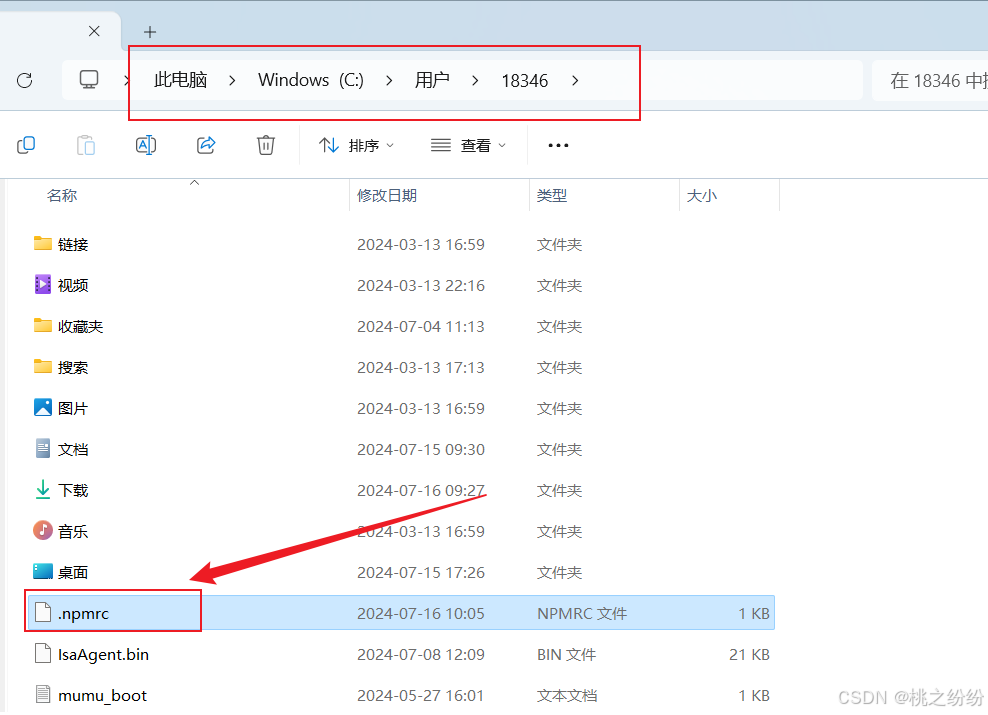 此电脑 > Windows (C:) > 用户 > 18346 >
在 18346 中
排序 查看 •••
名称 修改日期 类型 大小
链接 2024-03-13 16:59 文件夹
视频 2024-03-13 22:16 文件夹
收藏夹 2024-07-04 11:13 文件夹
搜索 2024-03-13 17:13 文件夹
图片 2024-03-13 16:59 文件夹
文档 2024-07-15 09:30 文件夹
下载 2024-07-16 09:27 文件夹
音乐 2024-03-13 16:59 文件夹
桌面 2024-07-15 17:26 文件夹
.npmrc 2024-07-16 10:05 NPMRC 文件 1 KB
IsaAgent.bin 2024-07-08 12:09 BIN 文件 21 KB
mumu_boot 2024-05-27 16:01 文本文档 1 KB
CSDN @桃之纷纷